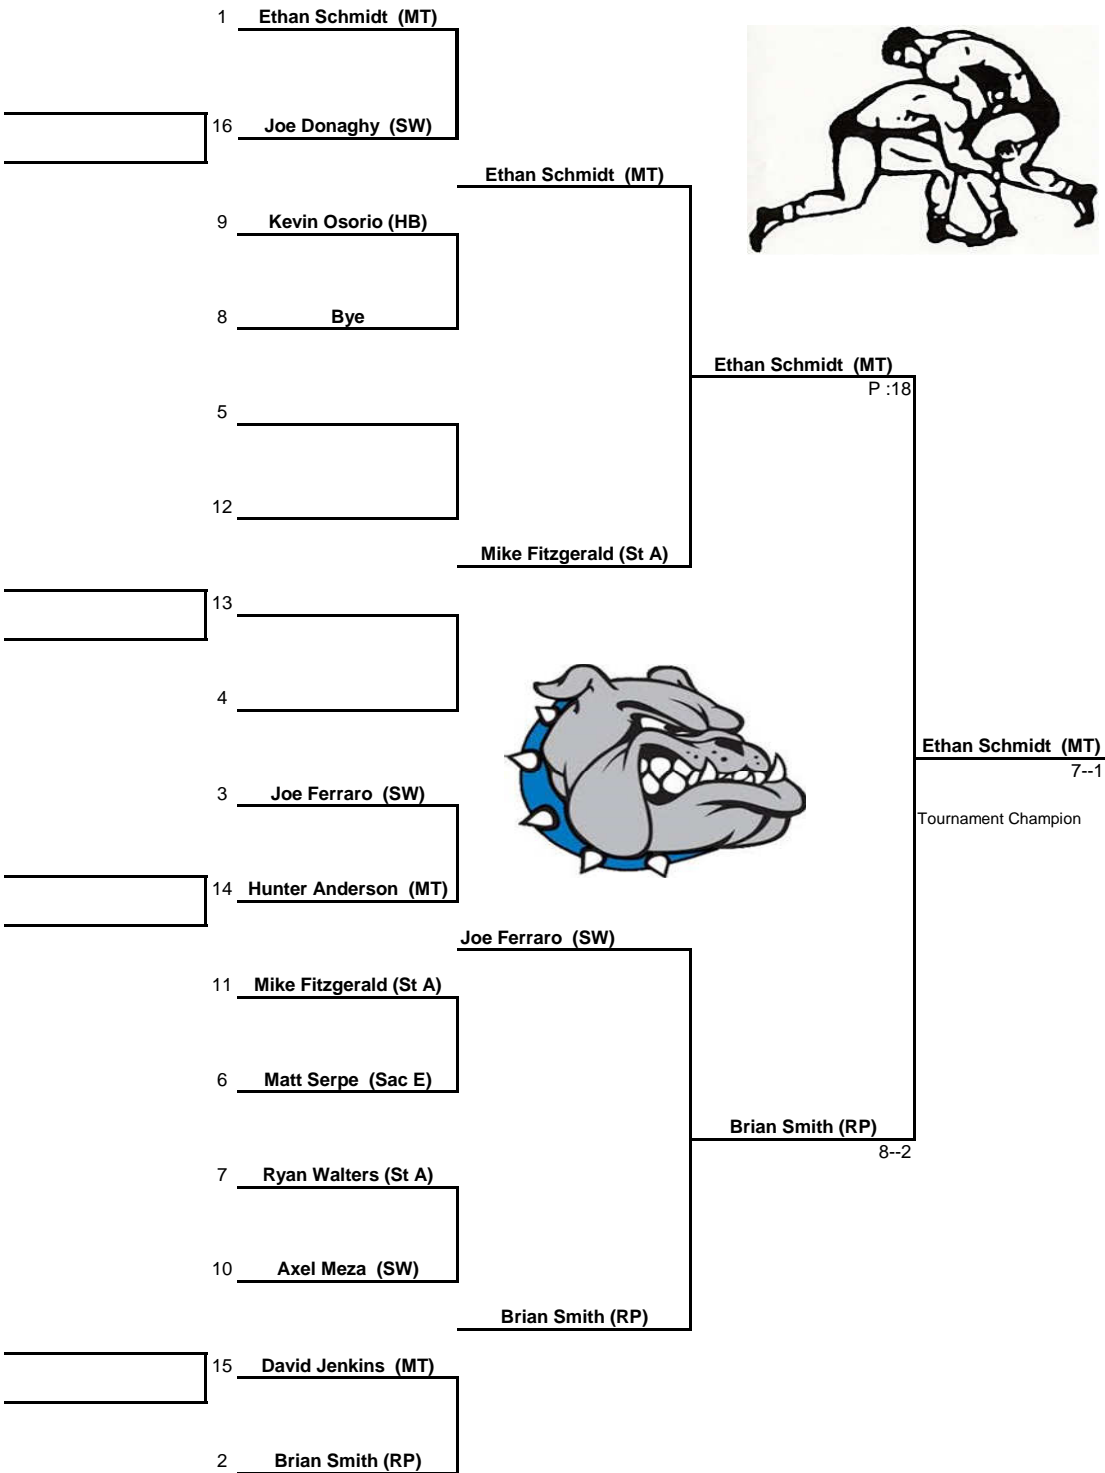 1 Ethan Schmidt (MT)
16 Joe Donaghy (SW)
Ethan Schmidt (MT)
9 Kevin Osorio (HB)
8 Bye
Ethan Schmidt (MT)
P :18
5
12
Mike Fitzgerald (St A)
13
4
Ethan Schmidt (MT)
7--1
3 Joe Ferraro (SW)
Tournament Champion
14 Hunter Anderson (MT)
Joe Ferraro (SW)
11 Mike Fitzgerald (St A)
6 Matt Serpe (Sac E)
Brian Smith (RP)
8--2
7 Ryan Walters (St A)
10 Axel Meza (SW)
Brian Smith (RP)
15 David Jenkins (MT)
2 Brian Smith (RP)